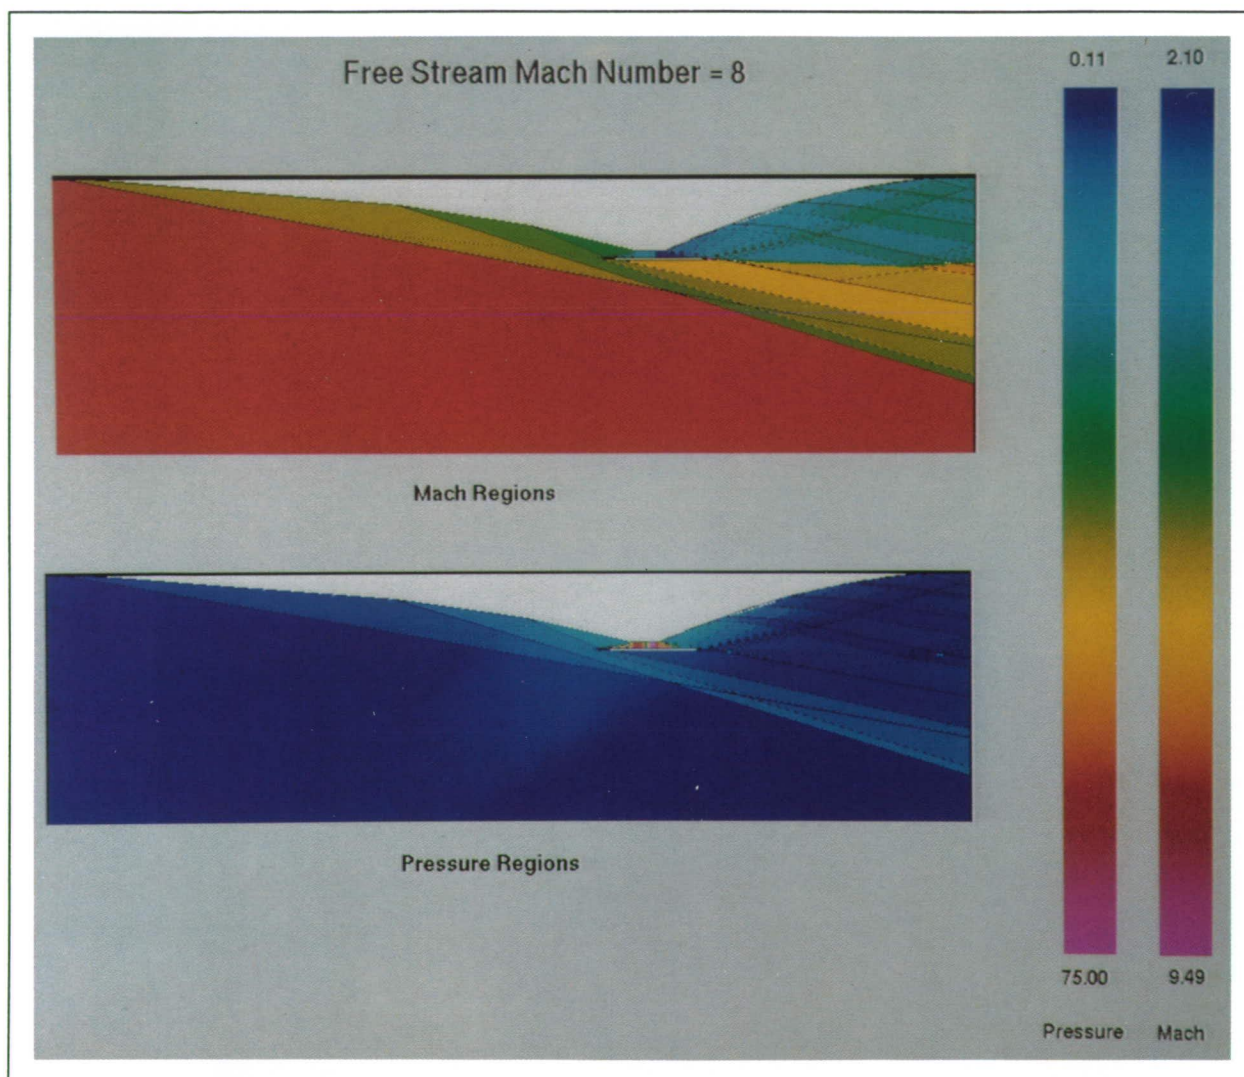 Free Stream Mach Number = 8
0.11 2.10
Mach Regions
Pressure Regions
75.00 9.49
Pressure Mach